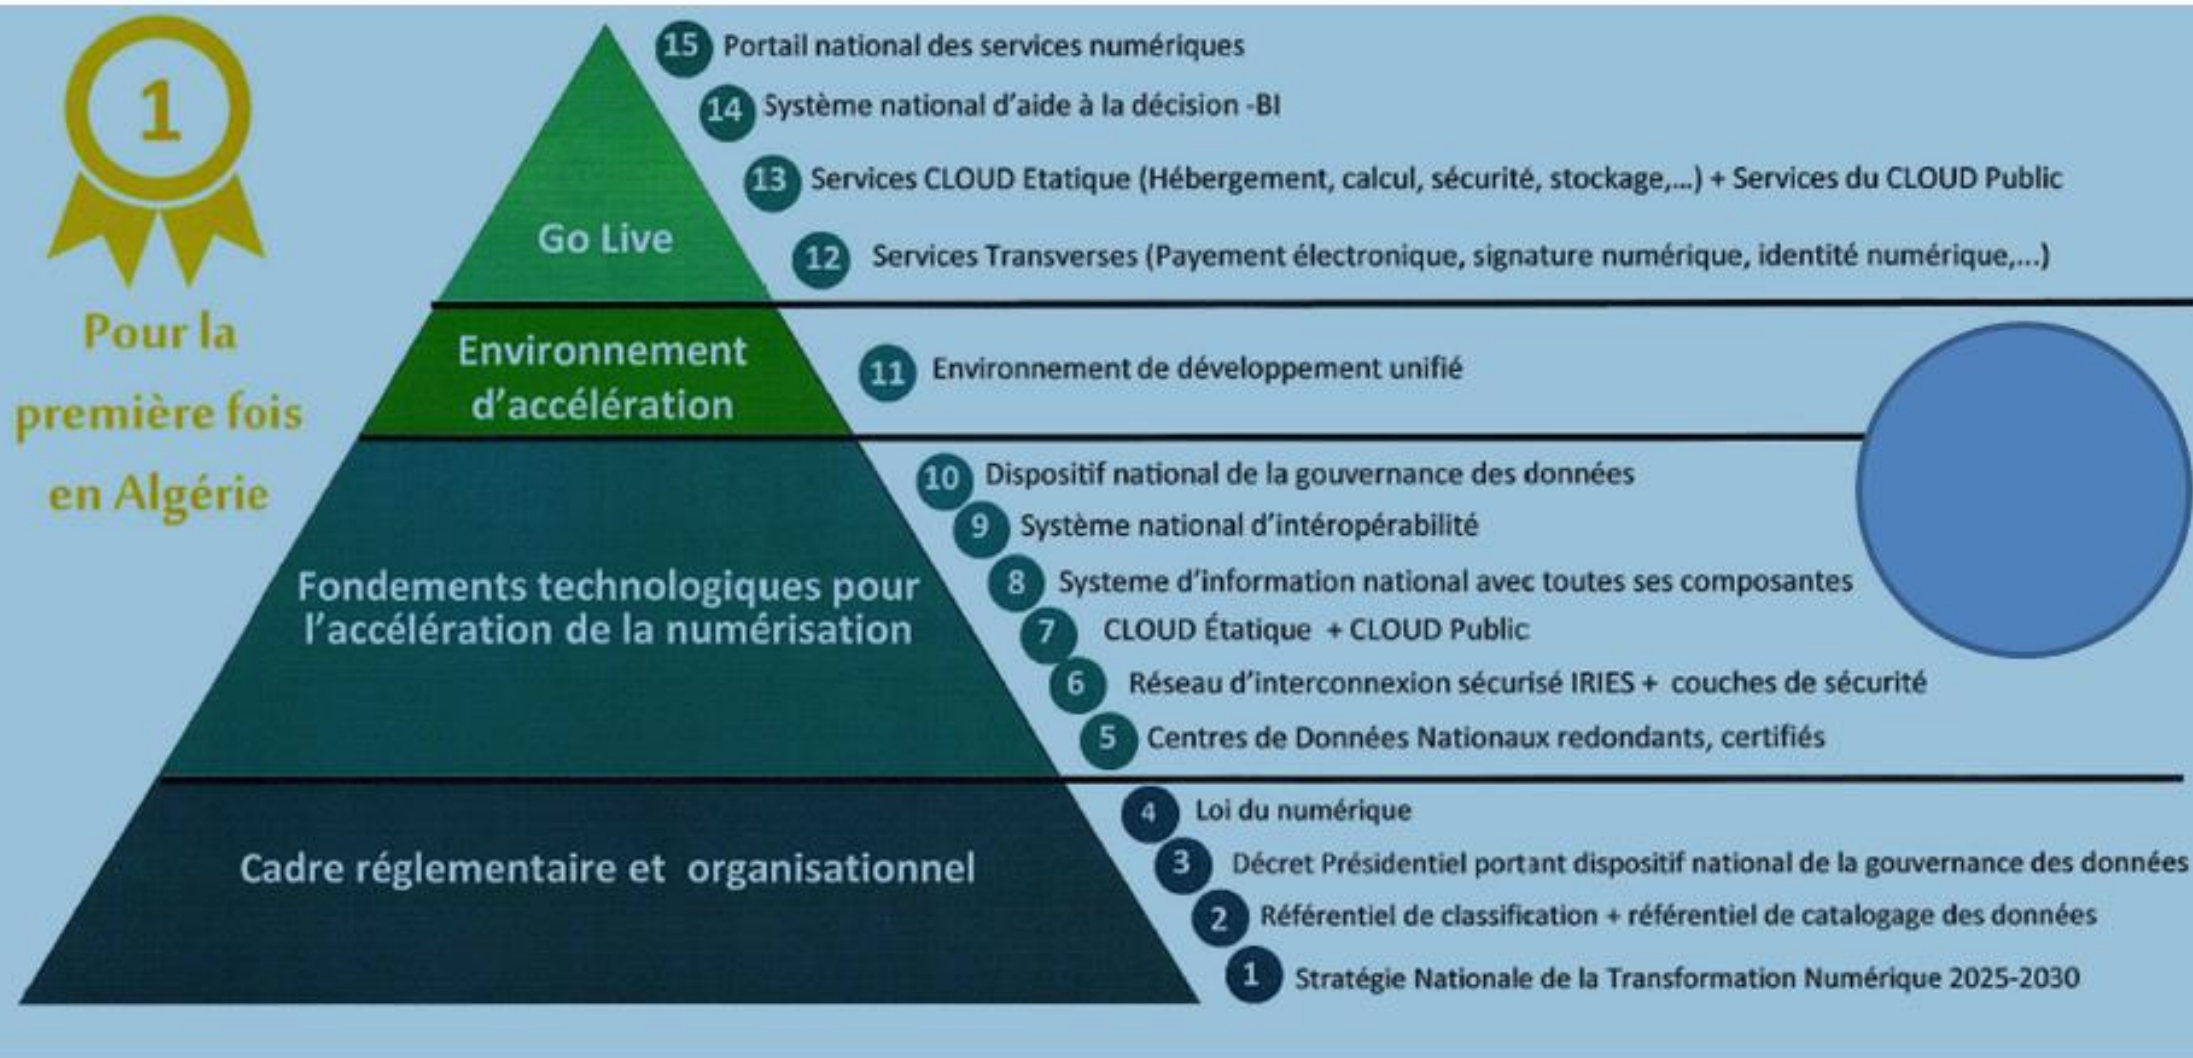 1
Pour la
première fois
en Algérie
15 Portail national des services numériques
14 Système national d'aide à la décision -BI
13 Services CLOUD Etatique (Hébergement, calcul, sécurité, stockage,...) + Services du CLOUD Public
Go Live
12 Services Transverses (Payement électronique, signature numérique, identité numérique,...)
Environnement
d'accélération
11 Environnement de développement unifié
10 Dispositif national de la gouvernance des données
9 Système national d'intéropérabilité
Fondements technologiques pour
l'accélération de la numérisation
8 Systeme d'information national avec toutes ses composantes
7 CLOUD Étatique + CLOUD Public
6 Réseau d'interconnexion sécurisé IRIES + couches de sécurité
5 Centres de Données Nationaux redondants, certifiés
Cadre réglementaire et organisationnel
4 Loi du numérique
3 Décret Présidentiel portant dispositif national de la gouvernance des données
2 Référentiel de classification + référentiel de catalogage des données
1 Stratégie Nationale de la Transformation Numérique 2025-2030